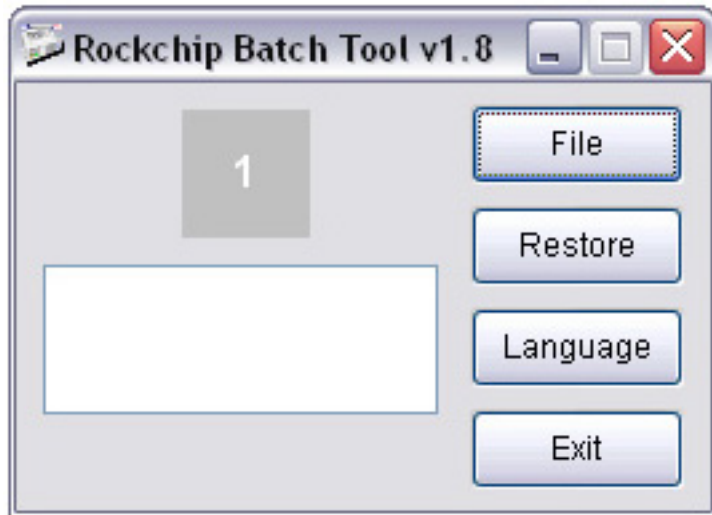 Rockchip Batch Tool v1.8
1
File
Restore
Language
Exit